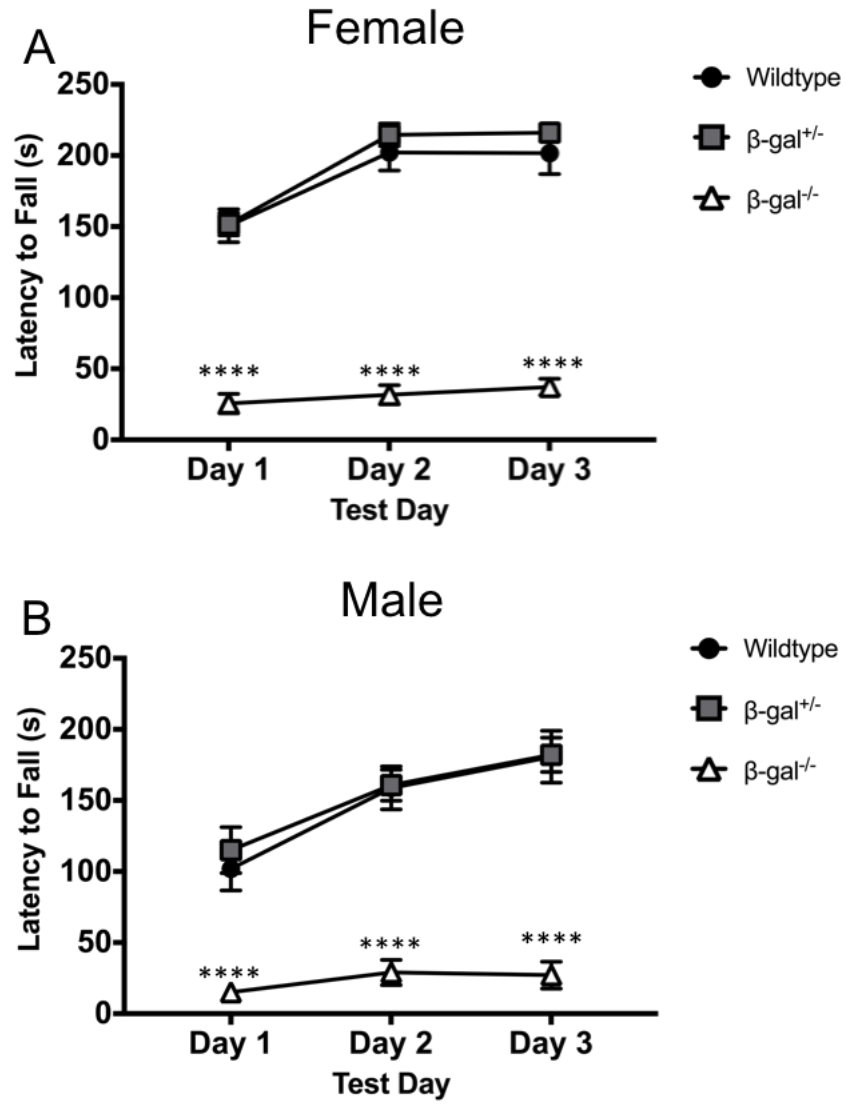 A
Female
250
200
150
100
50
0
Latency to Fall (s)
****
****
****
Day 1
Day 2
Day 3
Test Day
Wildtype
β-gal+/-
β-gal-/-
B
Male
250
200
150
100
50
0
Latency to Fall (s)
****
****
****
Day 1
Day 2
Day 3
Test Day
Wildtype
β-gal+/-
β-gal-/-